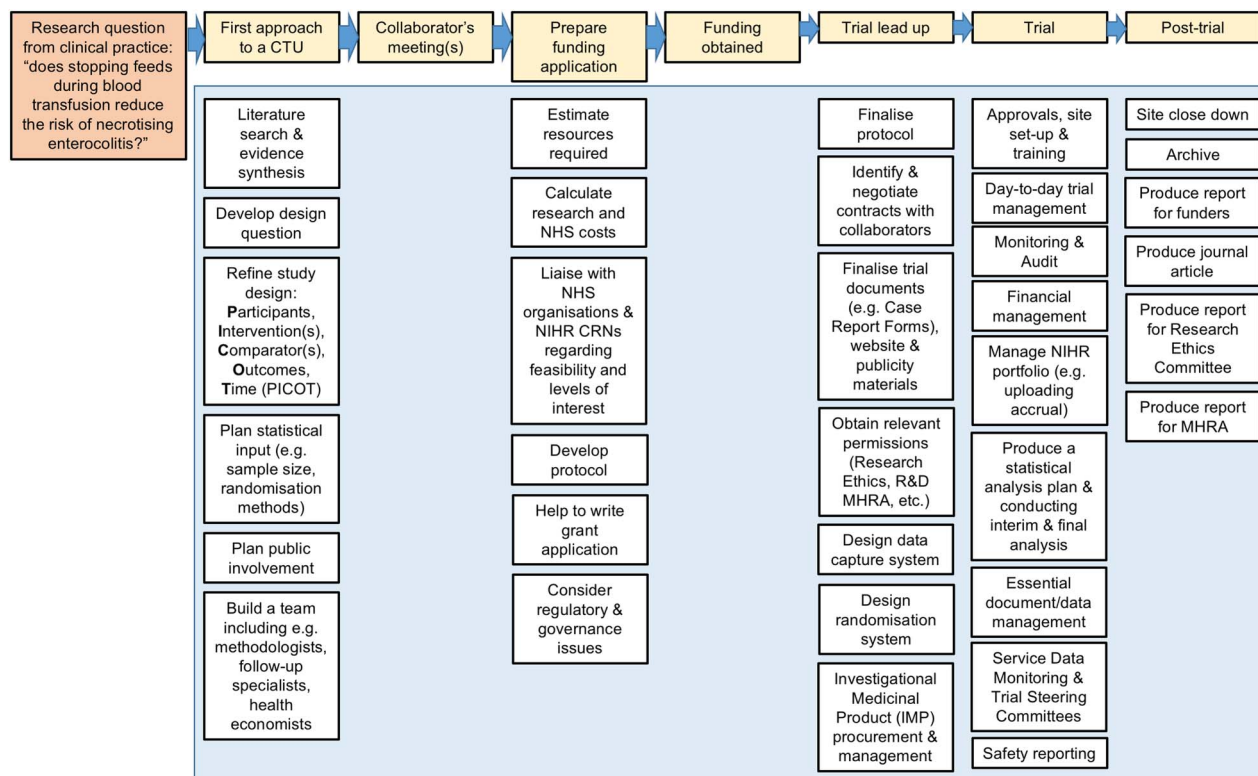 Research question
from clinical practice:
“does stopping feeds
during blood
transfusion reduce
the risk of necrotising
enterocolitis?”
First approach
to a CTU
Collaborator’s
meeting(s)
Prepare
funding
application
Funding
obtained
Trial lead up
Trial
Post-trial
Literature
search &
evidence
synthesis
Develop design
question
Refine study
design:
Participants,
Intervention(s),
Comparator(s),
Outcomes,
Time (PICOT)
Plan statistical
input (e.g.
sample size,
randomisation
methods)
Plan public
involvement
Build a team
including e.g.
methodologists,
follow-up
specialists,
health
economists
Estimate
resources
required
Calculate
research and
NHS costs
Liaise with
NHS
organisations &
NIHR CRNs
regarding
feasibility and
levels of
interest
Develop
protocol
Help to write
grant
application
Consider
regulatory &
governance
issues
Finalise
protocol
Identify &
negotiate
contracts with
collaborators
Finalise trial
documents
(e.g. Case
Report Forms),
website &
publicity
materials
Obtain relevant
permissions
(Research
Ethics, R&D
MHRA, etc.)
Design data
capture system
Design
randomisation
system
Investigational
Medicinal
Product (IMP)
procurement &
management
Approvals, site
set-up &
training
Day-to-day trial
management
Monitoring &
Audit
Financial
management
Manage NIHR
portfolio (e.g.
uploading
accrual)
Produce a
statistical
analysis plan &
conducting
interim & final
analysis
Essential
document/data
management
Service Data
Monitoring &
Trial Steering
Committees
Safety reporting
Site close down
Archive
Produce report
for funders
Produce journal
article
Produce report
for Research
Ethics
Committee
Produce report
for MHRA